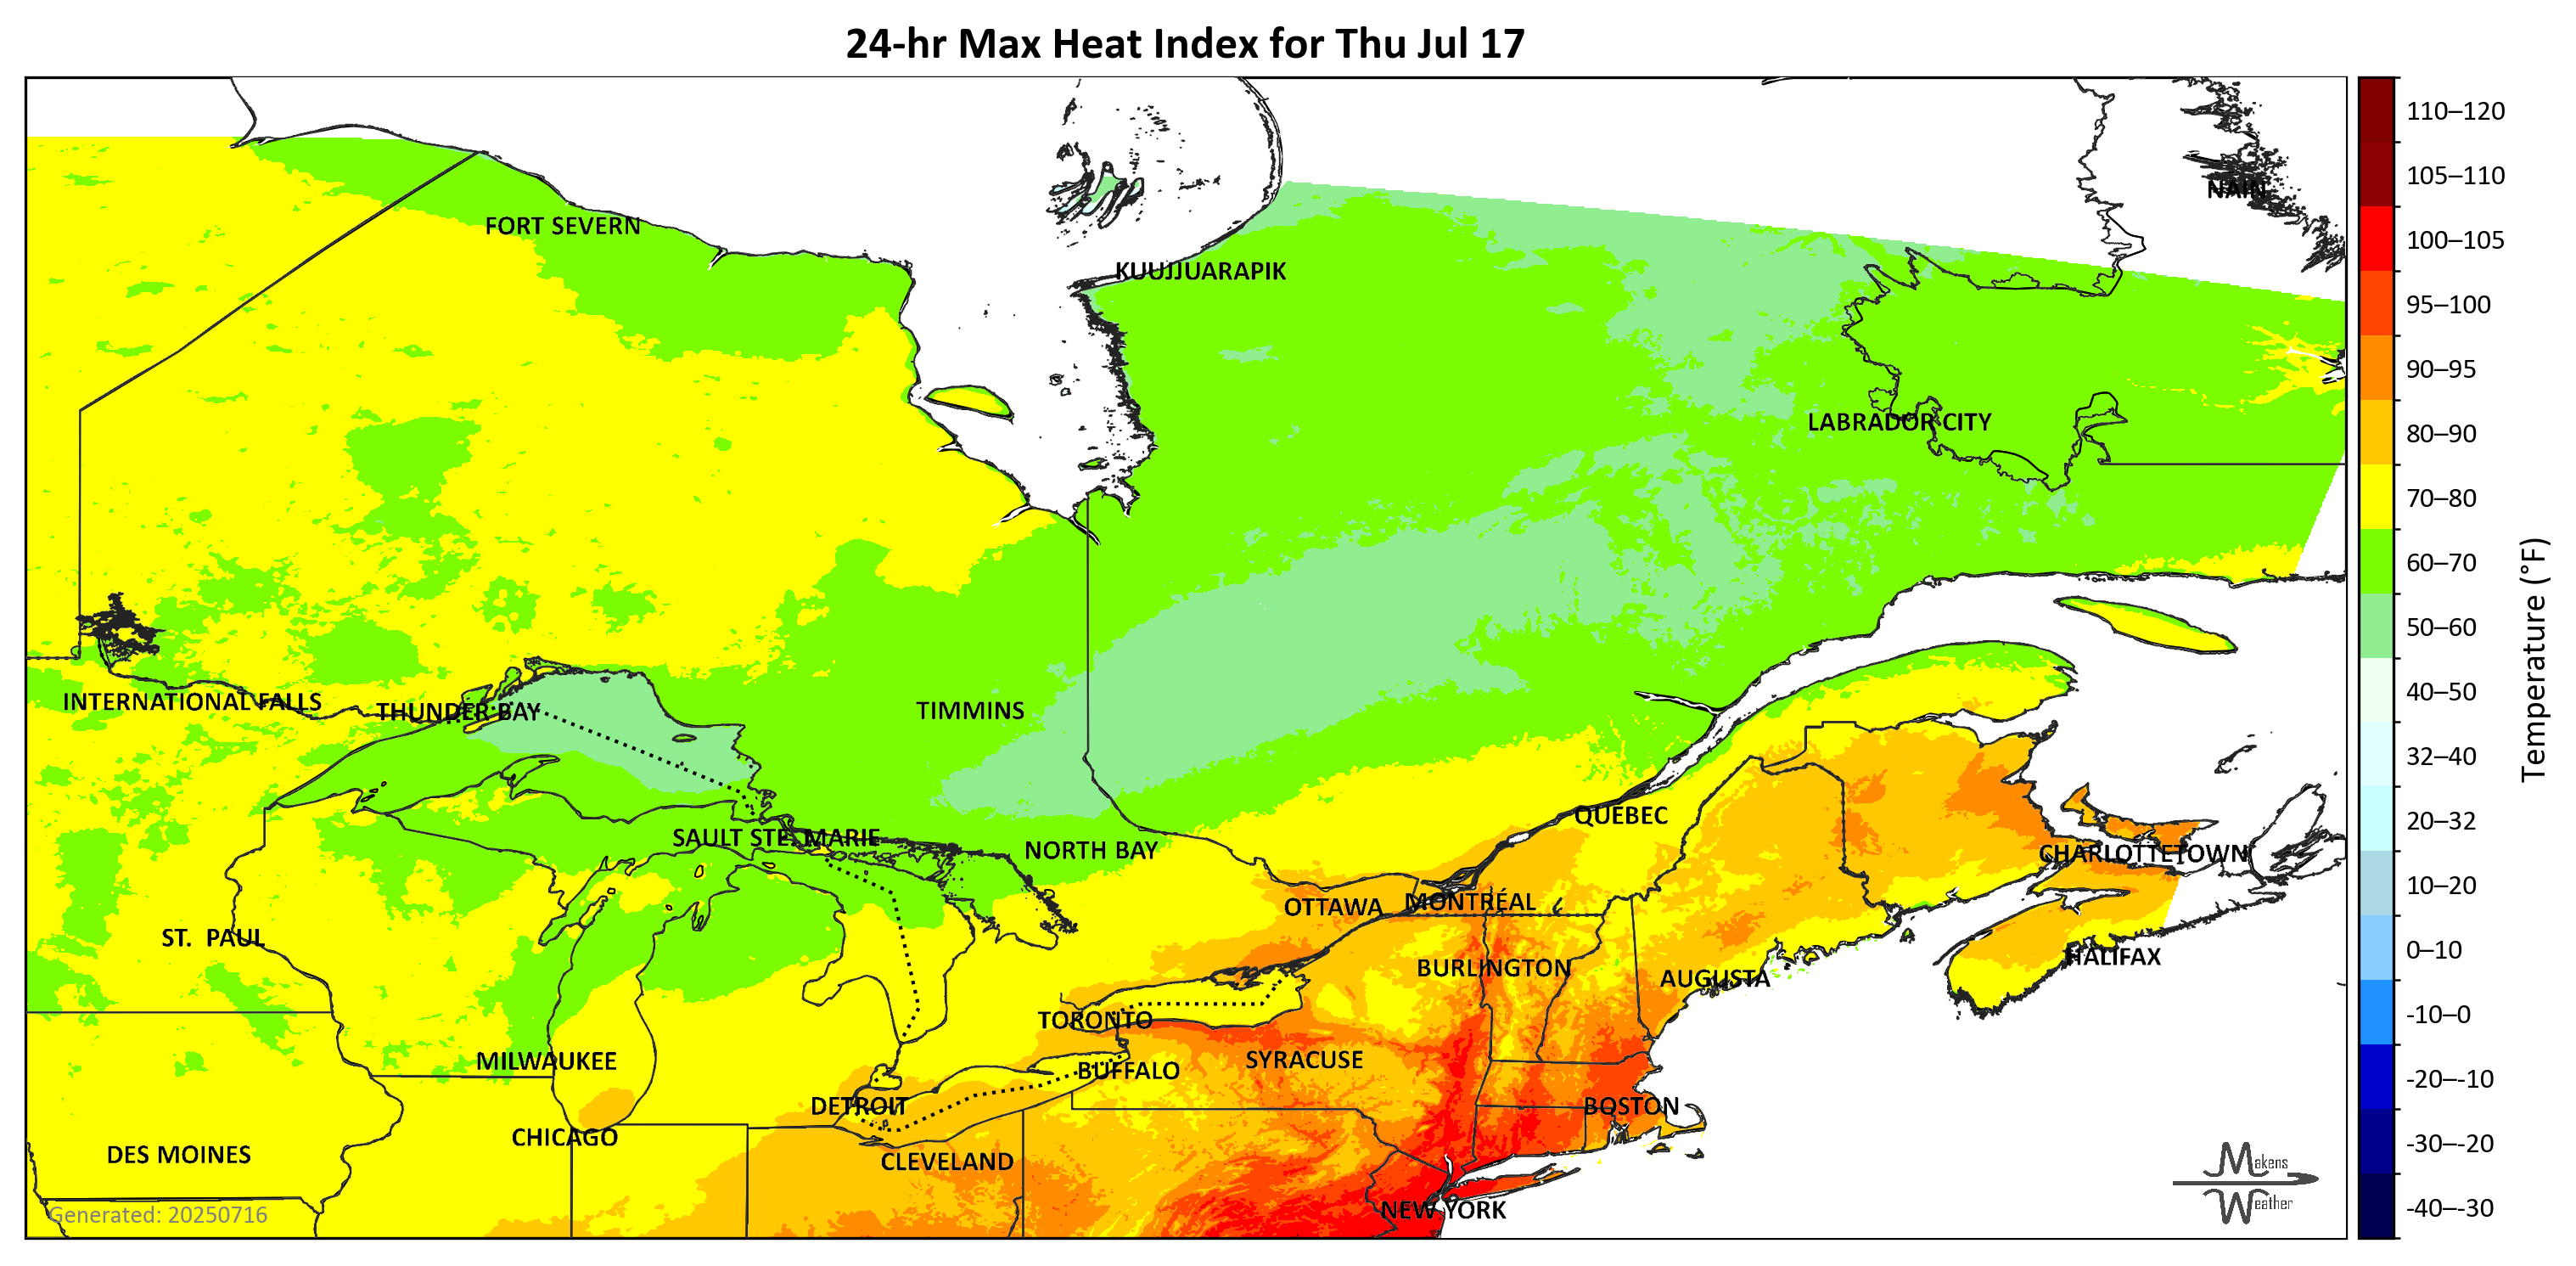 24-hr Max Heat Index for Thu Jul 17
110–120
105–110
100–105
95–100
90–95
80–90
70–80
60–70
50–60
40–50
32–40
20–32
10–20
0–10
-10–0
-20–-10
-30–-20
-40–-30
Temperature (°F)
NAIN
FORT SEVERN
KUUJJUARAPIK
LABRADOR CITY
INTERNATIONAL FALLS
THUNDER BAY
TIMMINS
QUÉBEC
SAULT STE. MARIE
NORTH BAY
CHARLOTTETOWN
OTTAWA
MONTRÉAL
ST. PAUL
HALIFAX
BURLINGTON
AUGUSTA
TORONTO
MILWAUKEE
SYRACUSE
BUFFALO
DETROIT
BOSTON
CHICAGO
DES MOINES
CLEVELAND
NEW YORK
Makens
Weather
Generated: 20250716